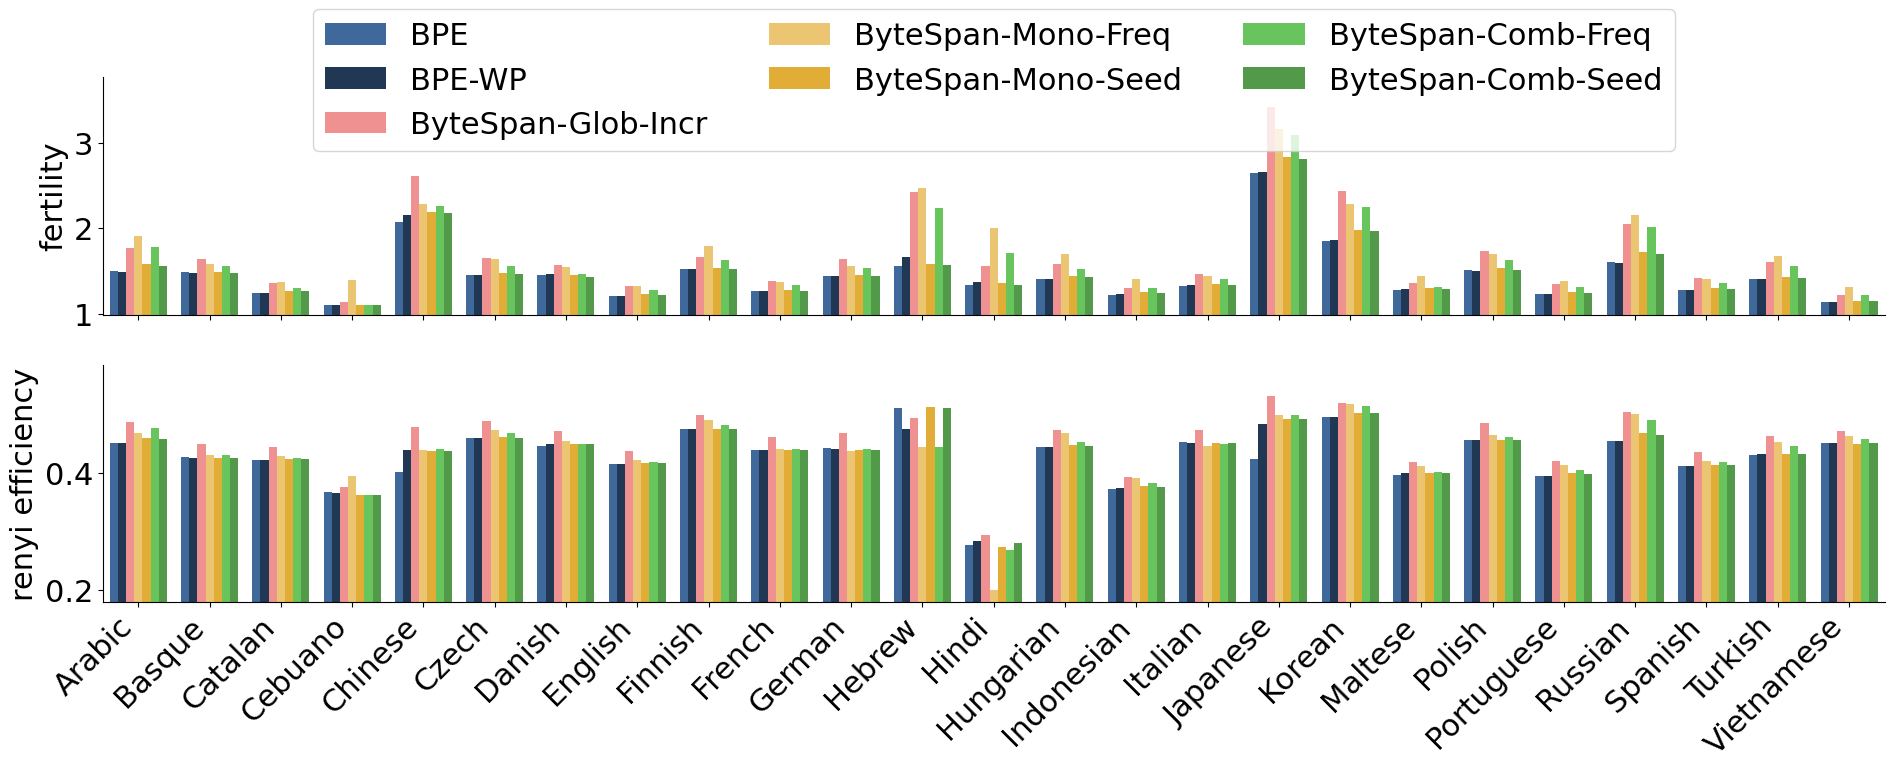 BPE
BPE-WP
ByteSpan-Glob-Incr
ByteSpan-Mono-Freq
ByteSpan-Mono-Seed
ByteSpan-Comb-Freq
ByteSpan-Comb-Seed
fertility
3
2
1
renyi efficiency
0.4
0.2
Arabic
Basque
Catalan
Cebuano
Chinese
Czech
Danish
English
Finnish
French
German
Hebrew
Hindi
Hungarian
Indonesian
Italian
Japanese
Korean
Maltese
Polish
Portuguese
Russian
Spanish
Turkish
Vietnamese